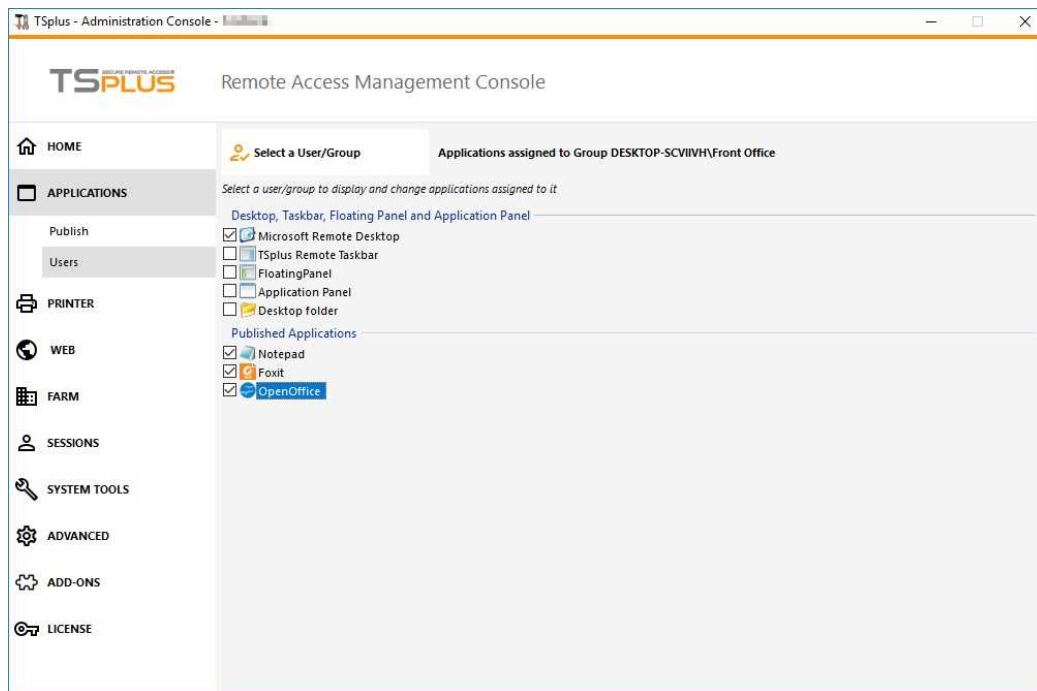 TSplus - Administration Console -
SECURE REMOTE ACCESS
TSPLUS
Remote Access Management Console
HOME
Select a User/Group
Applications assigned to Group DESKTOP-SCVIIVH\Front Office
APPLICATIONS
Select a user/group to display and change applications assigned to it
Publish
Users
Desktop, Taskbar, Floating Panel and Application Panel
Microsoft Remote Desktop
TSplus Remote Taskbar
FloatingPanel
Application Panel
Desktop folder
Published Applications
Notepad
Foxit
OpenOffice
PRINTER
WEB
FARM
SESSIONS
SYSTEM TOOLS
ADVANCED
ADD-ONS
LICENSE